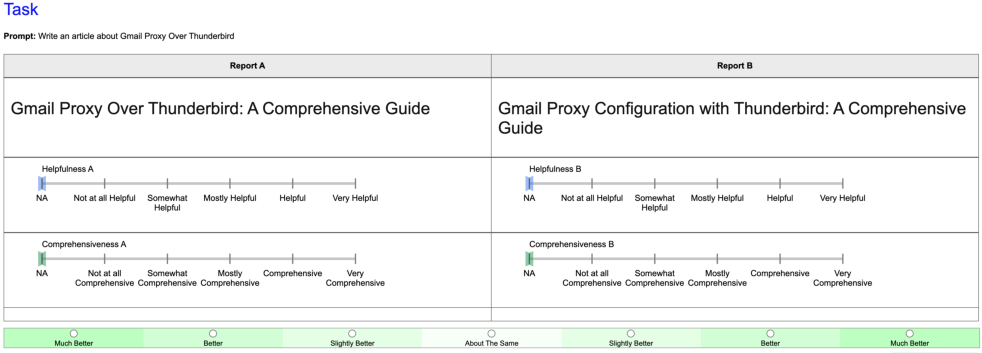 Task
Prompt: Write an article about Gmail Proxy Over Thunderbird
Report A
Report B
Gmail Proxy Over Thunderbird: A Comprehensive Guide
Gmail Proxy Configuration with Thunderbird: A Comprehensive
Guide
Helpfulness A
NA Not at all Helpful Somewhat Mostly Helpful Helpful Very Helpful
Helpful
Helpfulness B
NA Not at all Helpful Somewhat Mostly Helpful Helpful Very Helpful
Helpful
Comprehensiveness A
NA Not at all Somewhat Mostly Comprehensive Very
Comprehensive Comprehensive Comprehensive Comprehensive
Comprehensiveness B
NA Not at all Somewhat Mostly Comprehensive Very
Comprehensive Comprehensive Comprehensive Comprehensive
Much Better Better Slightly Better About The Same Slightly Better Better Much Better